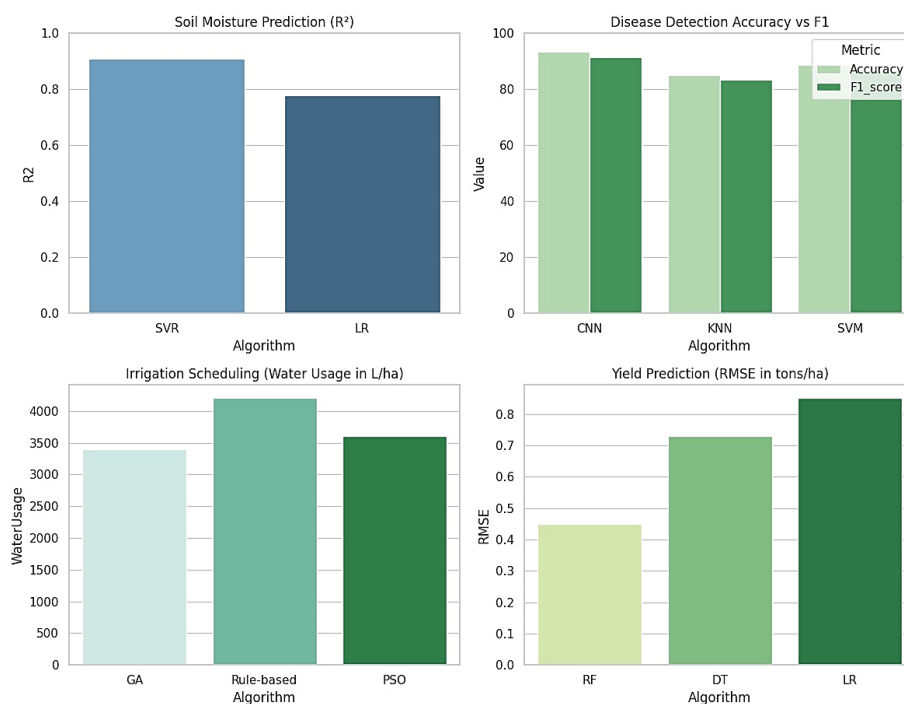 Soil Moisture Prediction (R²)
1.0
0.8
0.6
0.4
0.2
0.0
R2
SVR
LR
Algorithm
Disease Detection Accuracy vs F1
100
80
60
40
20
0
Value
Metric
Accuracy
F1_score
CNN
KNN
SVM
Algorithm
Irrigation Scheduling (Water Usage in L/ha)
4000
3500
3000
2500
2000
1500
1000
500
0
WaterUsage
GA
Rule-based
PSO
Algorithm
Yield Prediction (RMSE in tons/ha)
0.8
0.7
0.6
0.5
0.4
0.3
0.2
0.1
0.0
RMSE
RF
DT
LR
Algorithm